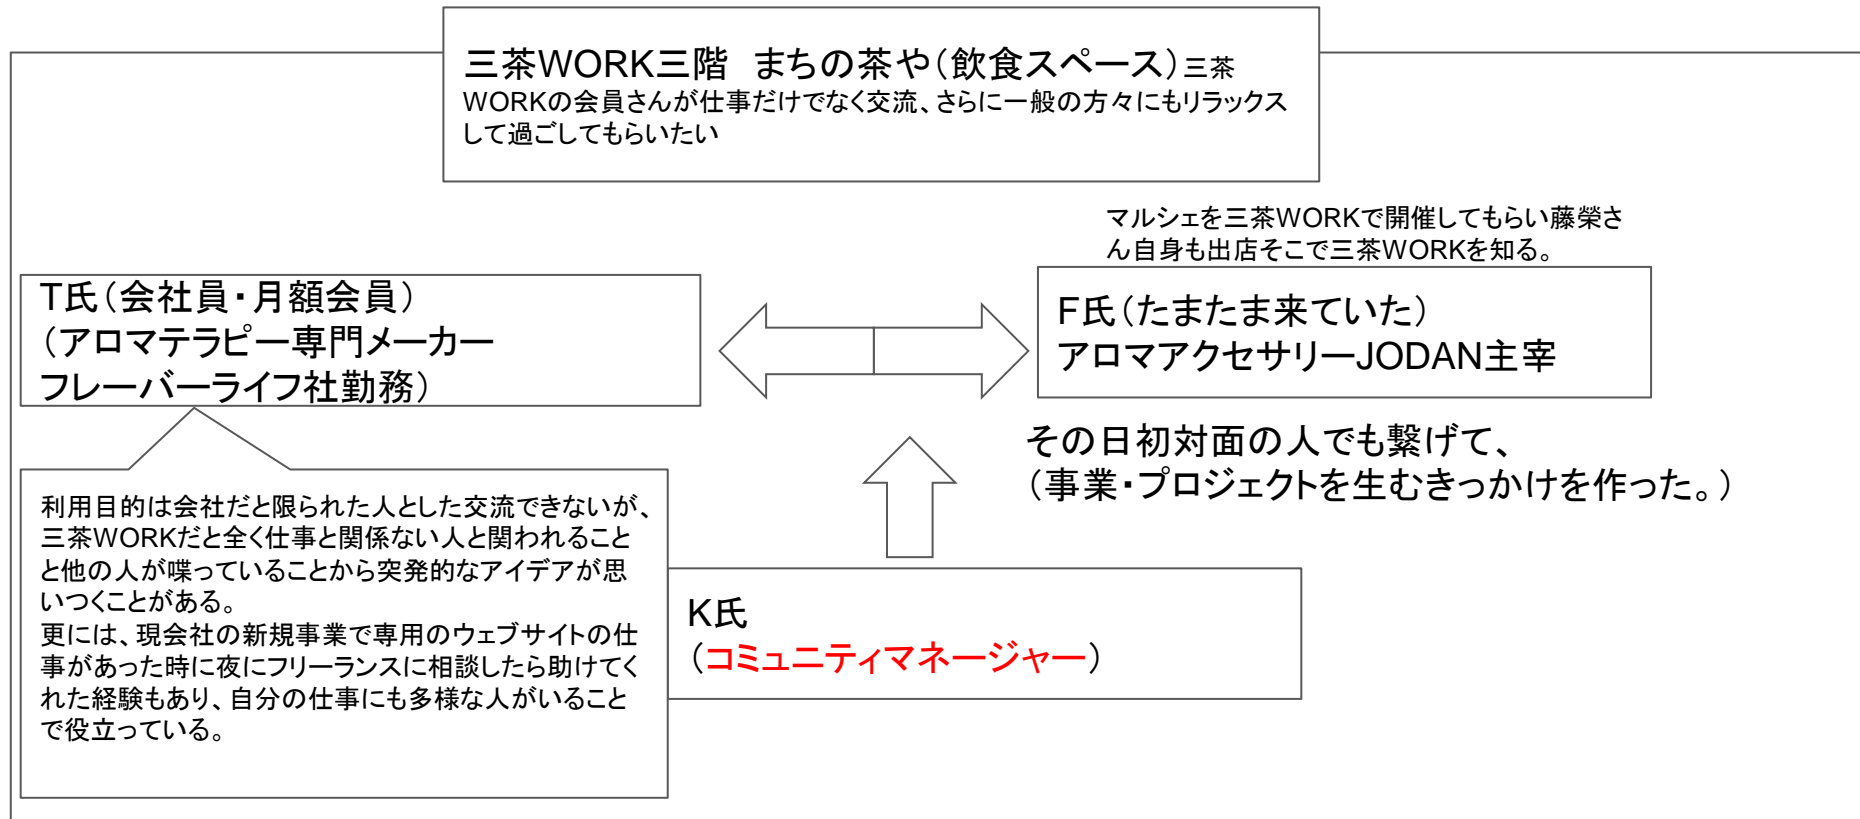 三茶WORK三階　まちの茶や（飲食スペース）三茶
WORKの会員さんが仕事だけでなく交流、さらに一般の方々にもリラックス
して過ごしてもらいたい
マルシェを三茶WORKで開催してもらい藤榮さ
ん自身も出店そこで三茶WORKを知る。
T氏（会社員・月額会員）
（アロマテラピー専門メーカー
フレーバーライフ社勤務）
F氏（たまたま来ていた）
アロマアクセサリーJODAN主宰
その日初対面の人でも繋げて、
（事業・プロジェクトを生むきっかけを作った。）
利用目的は会社だと限られた人とした交流できないが、
三茶WORKだと全く仕事と関係ない人と関われること
と他の人が喋っていることから突発的なアイデアが思
いつくことがある。
更には、現会社の新規事業で専用のウェブサイトの仕
事があった時に夜にフリーランスに相談したら助けてく
れた経験もあり、自分の仕事にも多様な人がいること
で役立っている。
K氏
（コミュニティマネージャー）